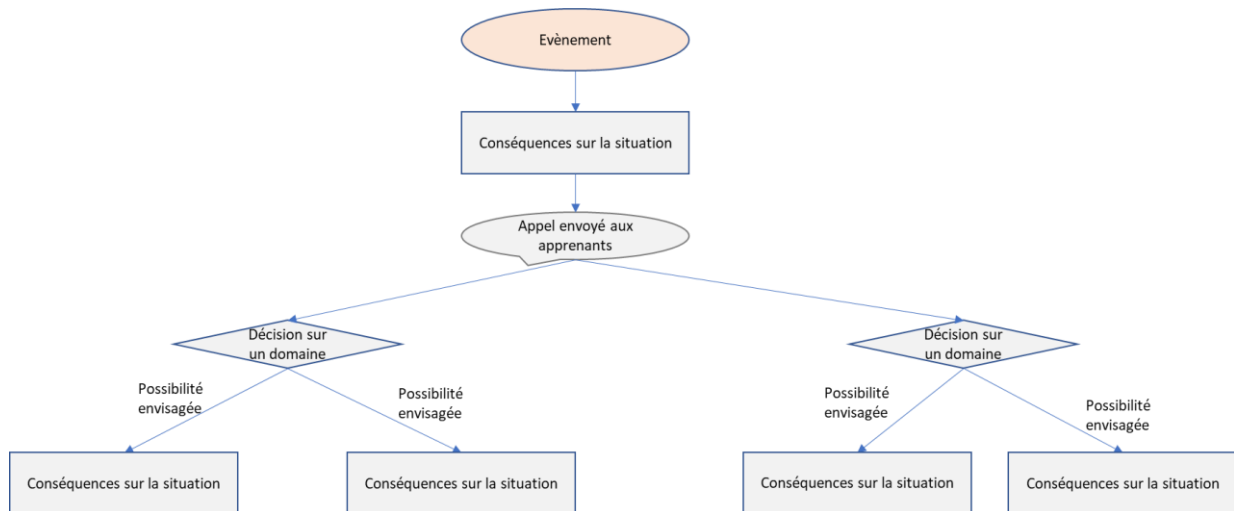 Evènement
Conséquences sur la situation
Appel envoyé aux
apprenants
Décision sur
un domaine
Décision sur
un domaine
Possibilité
envisagée
Possibilité
envisagée
Possibilité
envisagée
Possibilité
envisagée
Conséquences sur la situation
Conséquences sur la situation
Conséquences sur la situation
Conséquences sur la situation